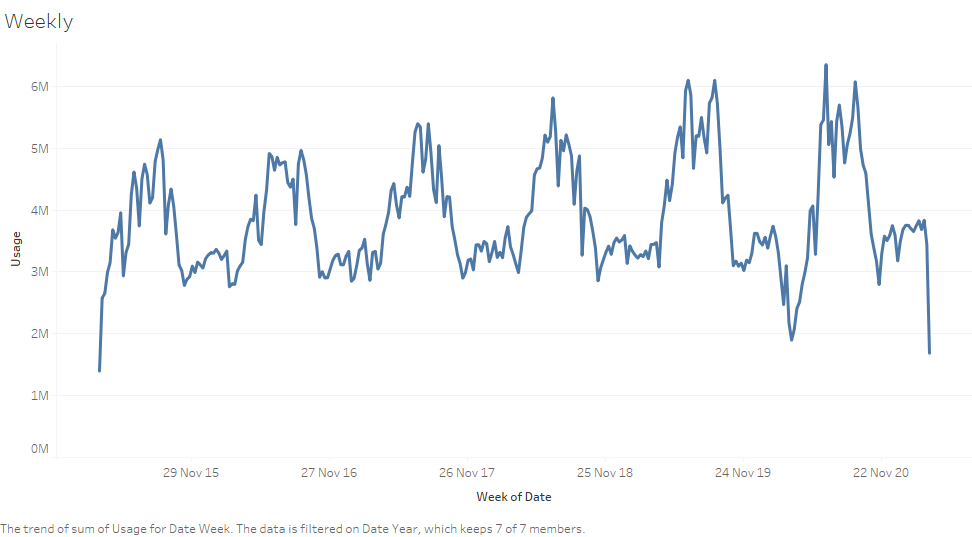 Weekly
6M
5M
4M
3M
2M
1M
0M
Usage
29 Nov 15
27 Nov 16
26 Nov 17
25 Nov 18
24 Nov 19
22 Nov 20
Week of Date
The trend of sum of Usage for Date Week. The data is filtered on Date Year, which keeps 7 of 7 members.